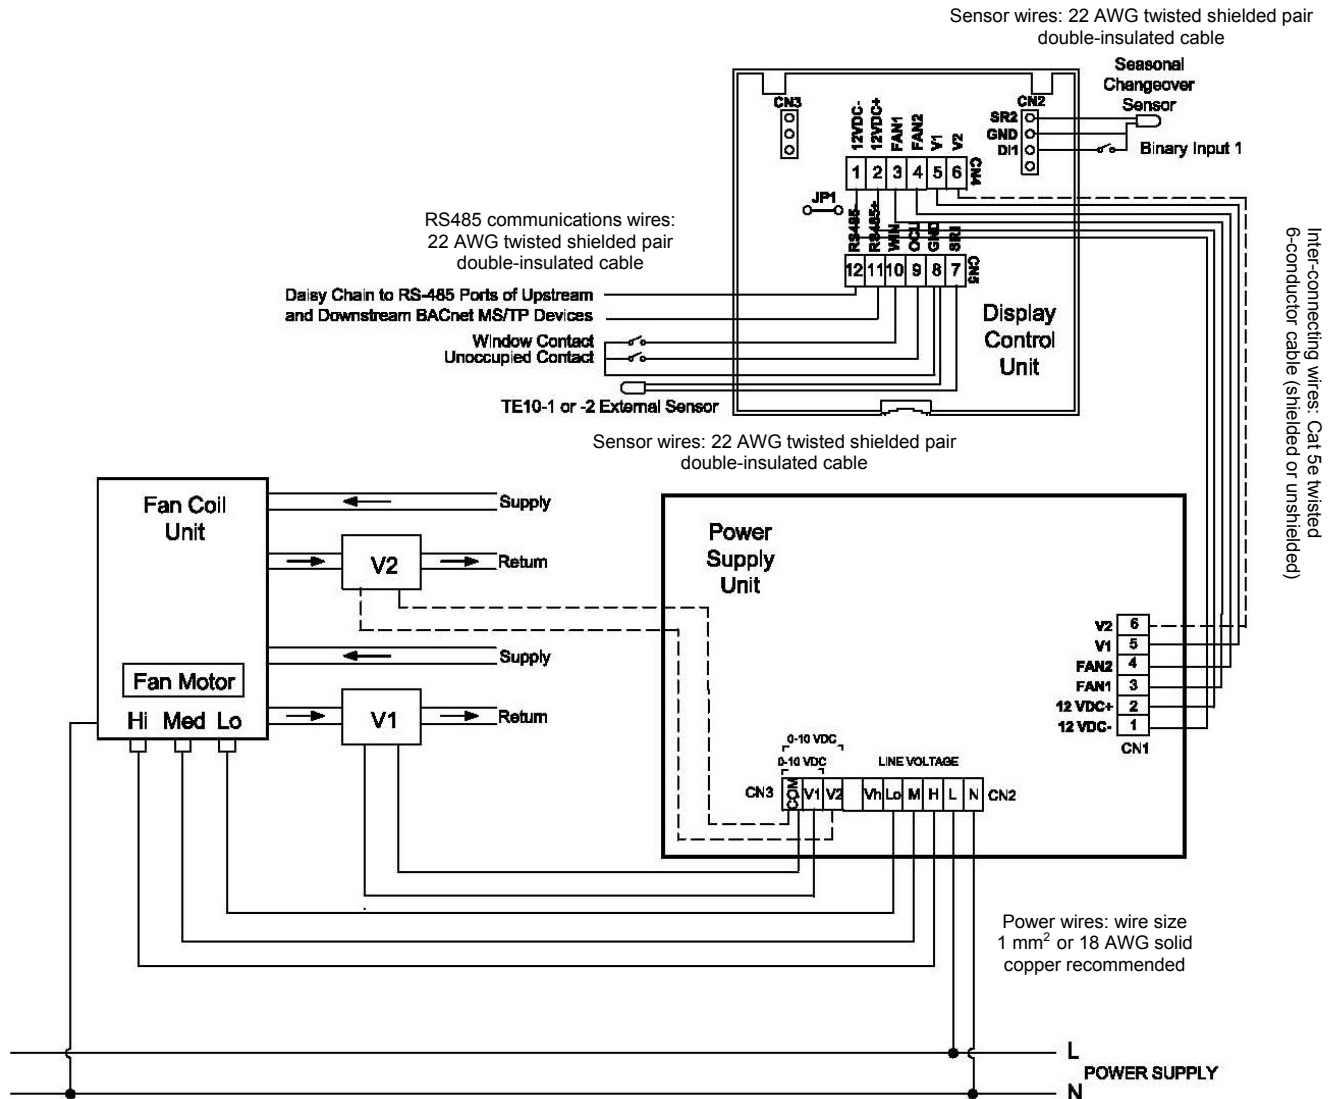 Sensor wires: 22 AWG twisted shielded pair
double-insulated cable
Seasonal
Changeover
Sensor
CN3
12VDC-
12VDC+
FAN1
FAN2
V1
V2
CN2
SR2
GND
DI1
Binary Input 1
1 2 3 4 5 6
CN4
JP1
RS485-
RS485+
WIN
OCU
GND
SRI
12 11 10 9 8 7
CN5
RS485 communications wires:
22 AWG twisted shielded pair
double-insulated cable
Daisy Chain to RS-485 Ports of Upstream
and Downstream BACnet MS/TP Devices
Window Contact
Unoccupied Contact
TE10-1 or -2 External Sensor
Display
Control
Unit
Inter-connecting wires: Cat 5e twisted
6-conductor cable (shielded or unshielded)
Sensor wires: 22 AWG twisted shielded pair
double-insulated cable
Fan Coil
Unit
Supply
V2
Return
Supply
Fan Motor
Hi Med Lo
V1
Return
Power
Supply
Unit
V2 6
V1 5
FAN2 4
FAN1 3
12 VDC+ 2
12 VDC- 1
CN1
0-10 VDC
0-10 VDC
LINE VOLTAGE
CN3 COM V1 V2 Vh Lo M H L N CN2
Power wires: wire size
1 mm² or 18 AWG solid
copper recommended
L
POWER SUPPLY
N